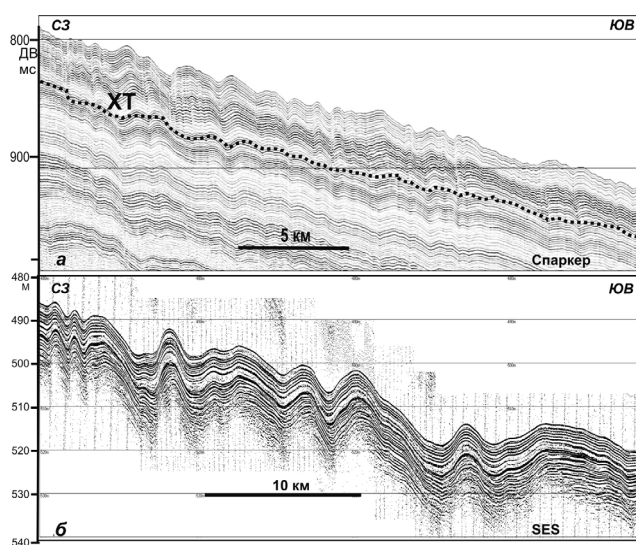 СЗ ЮВ
800
ДВ
мс
ХТ
900
5 км
а Спаркер
480
м
СЗ ЮВ
490
500
510
520
10 км
530
б SES
540